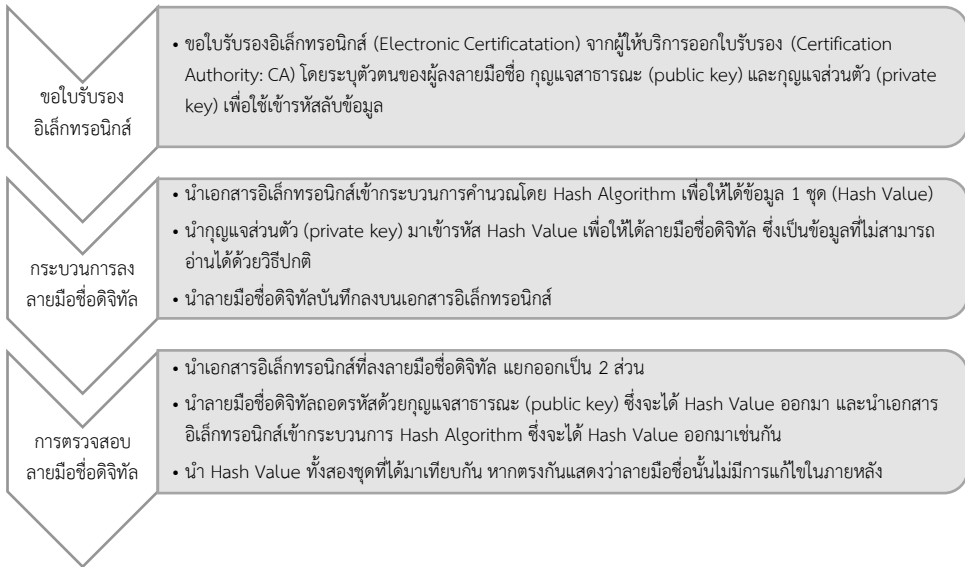 ขอใบรับรอง
อิเล็กทรอนิกส์
• ขอใบรับรองอิเล็กทรอนิกส์ (Electronic Certificatation) จากผู้ให้บริการออกใบรับรอง (Certification
Authority: CA) โดยระบุตัวตนของผู้ลงลายมือชื่อ กุญแจสาธารณะ (public key) และกุญแจส่วนตัว (private
key) เพื่อใช้เข้ารหัสลับข้อมูล
กระบวนการลง
ลายมือชื่อดิจิทัล
• นำเอกสารอิเล็กทรอนิกส์เข้ากระบวนการคำนวณโดย Hash Algorithm เพื่อให้ได้ข้อมูล 1 ชุด (Hash Value)
• นำกุญแจส่วนตัว (private key) มาเข้ารหัส Hash Value เพื่อให้ได้ลายมือชื่อดิจิทัล ซึ่งเป็นข้อมูลที่ไม่สามารถ
อ่านได้ด้วยวิธีปกติ
• นำลายมือชื่อดิจิทัลบันทึกลงบนเอกสารอิเล็กทรอนิกส์
การตรวจสอบ
ลายมือชื่อดิจิทัล
• นำเอกสารอิเล็กทรอนิกส์ที่ลงลายมือชื่อดิจิทัล แยกออกเป็น 2 ส่วน
• นำลายมือชื่อดิจิทัลถอดรหัสด้วยกุญแจสาธารณะ (public key) ซึ่งจะได้ Hash Value ออกมา และนำเอกสาร
อิเล็กทรอนิกส์เข้ากระบวนการ Hash Algorithm ซึ่งจะได้ Hash Value ออกมาเช่นกัน
• นำ Hash Value ทั้งสองชุดที่ได้มาเทียบกัน หากตรงกันแสดงว่าลายมือชื่อนั้นไม่มีการแก้ไขในภายหลัง